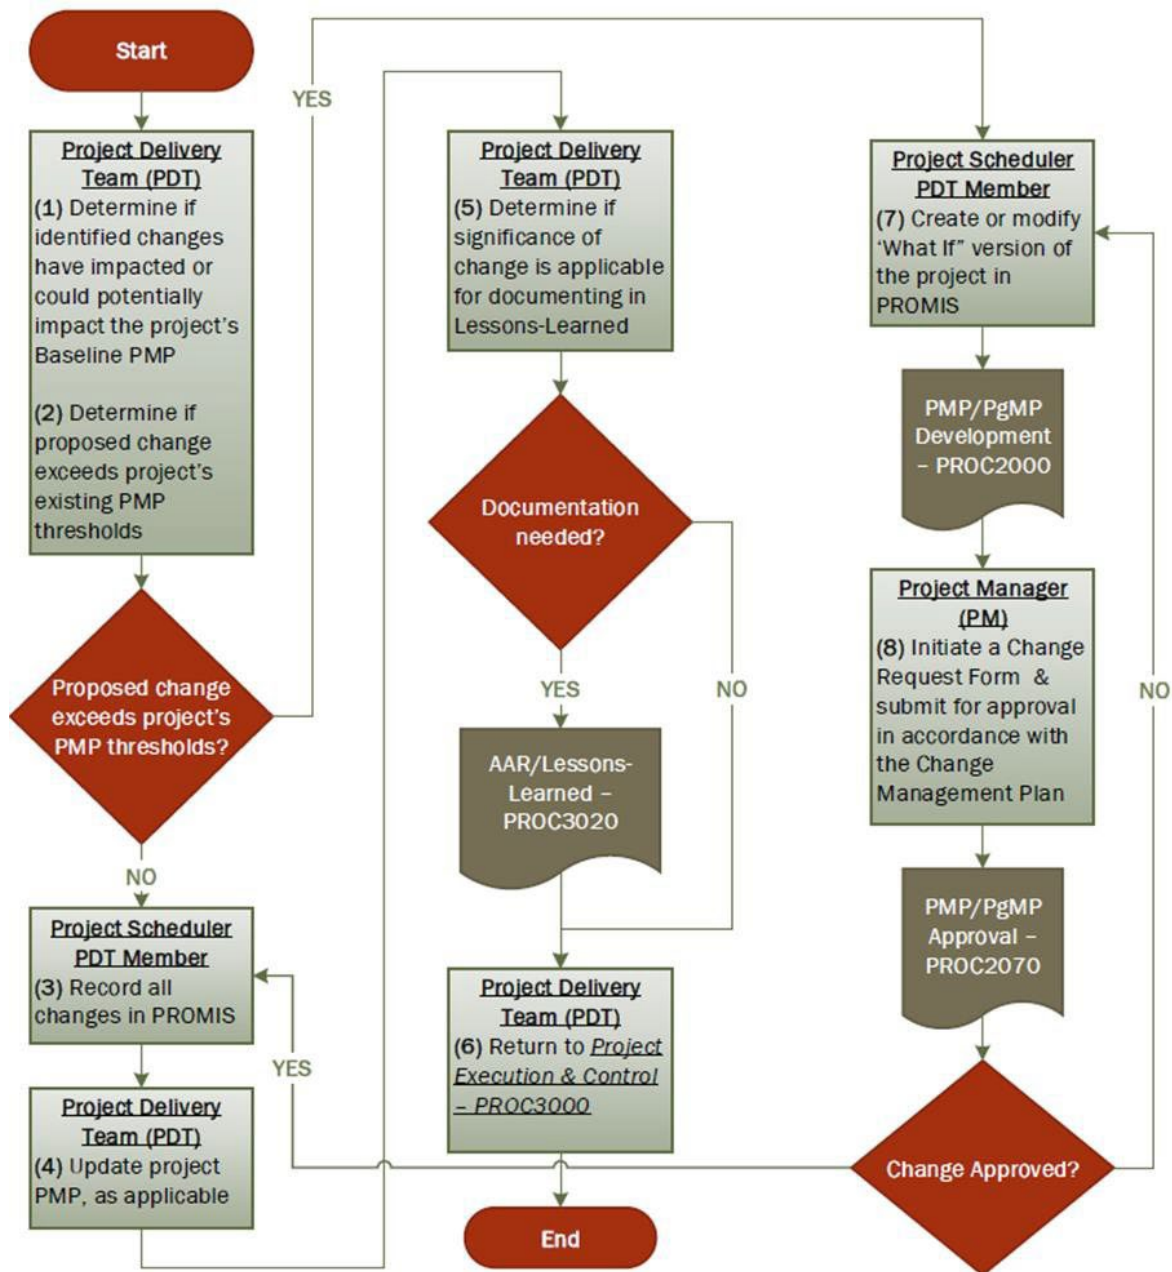 Start
Project Delivery
Team (PDT)
(1) Determine if
identified changes
have impacted or
could potentially
impact the project's
Baseline PMP
(2) Determine if
proposed change
exceeds project's
existing PMP
thresholds
Proposed change
exceeds project's
PMP thresholds?
YES
NO
Project Scheduler
PDT Member
(3) Record all
changes in PROMIS
Project Delivery
Team (PDT)
(4) Update project
PMP, as applicable
Project Delivery
Team (PDT)
(5) Determine if
significance of
change is applicable
for documenting in
Lessons-Learned
Documentation
needed?
YES
NO
AAR/Lessons-
Learned –
PROC3020
Project Delivery
Team (PDT)
(6) Return to Project
Execution & Control
– PROC3000
End
Project Scheduler
PDT Member
(7) Create or modify
'What If" version of
the project in
PROMIS
PMP/PgMP
Development
– PROC2000
Project Manager
(PM)
(8) Initiate a Change
Request Form &
submit for approval
in accordance with
the Change
Management Plan
PMP/PgMP
Approval –
PROC2070
Change Approved?
YES
NO